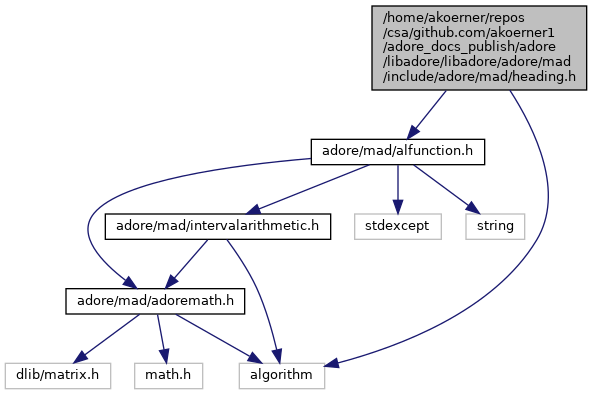 /home/akoerner/repos
/csa/github.com/akoerner1
/adore_docs_publish/adore
/libadore/libadore/adore/mad
/include/adore/mad/heading.h
adore/mad/alfunction.h
adore/mad/intervalarithmetic.h
stdexcept
string
adore/mad/adoremath.h
dlib/matrix.h
math.h
algorithm